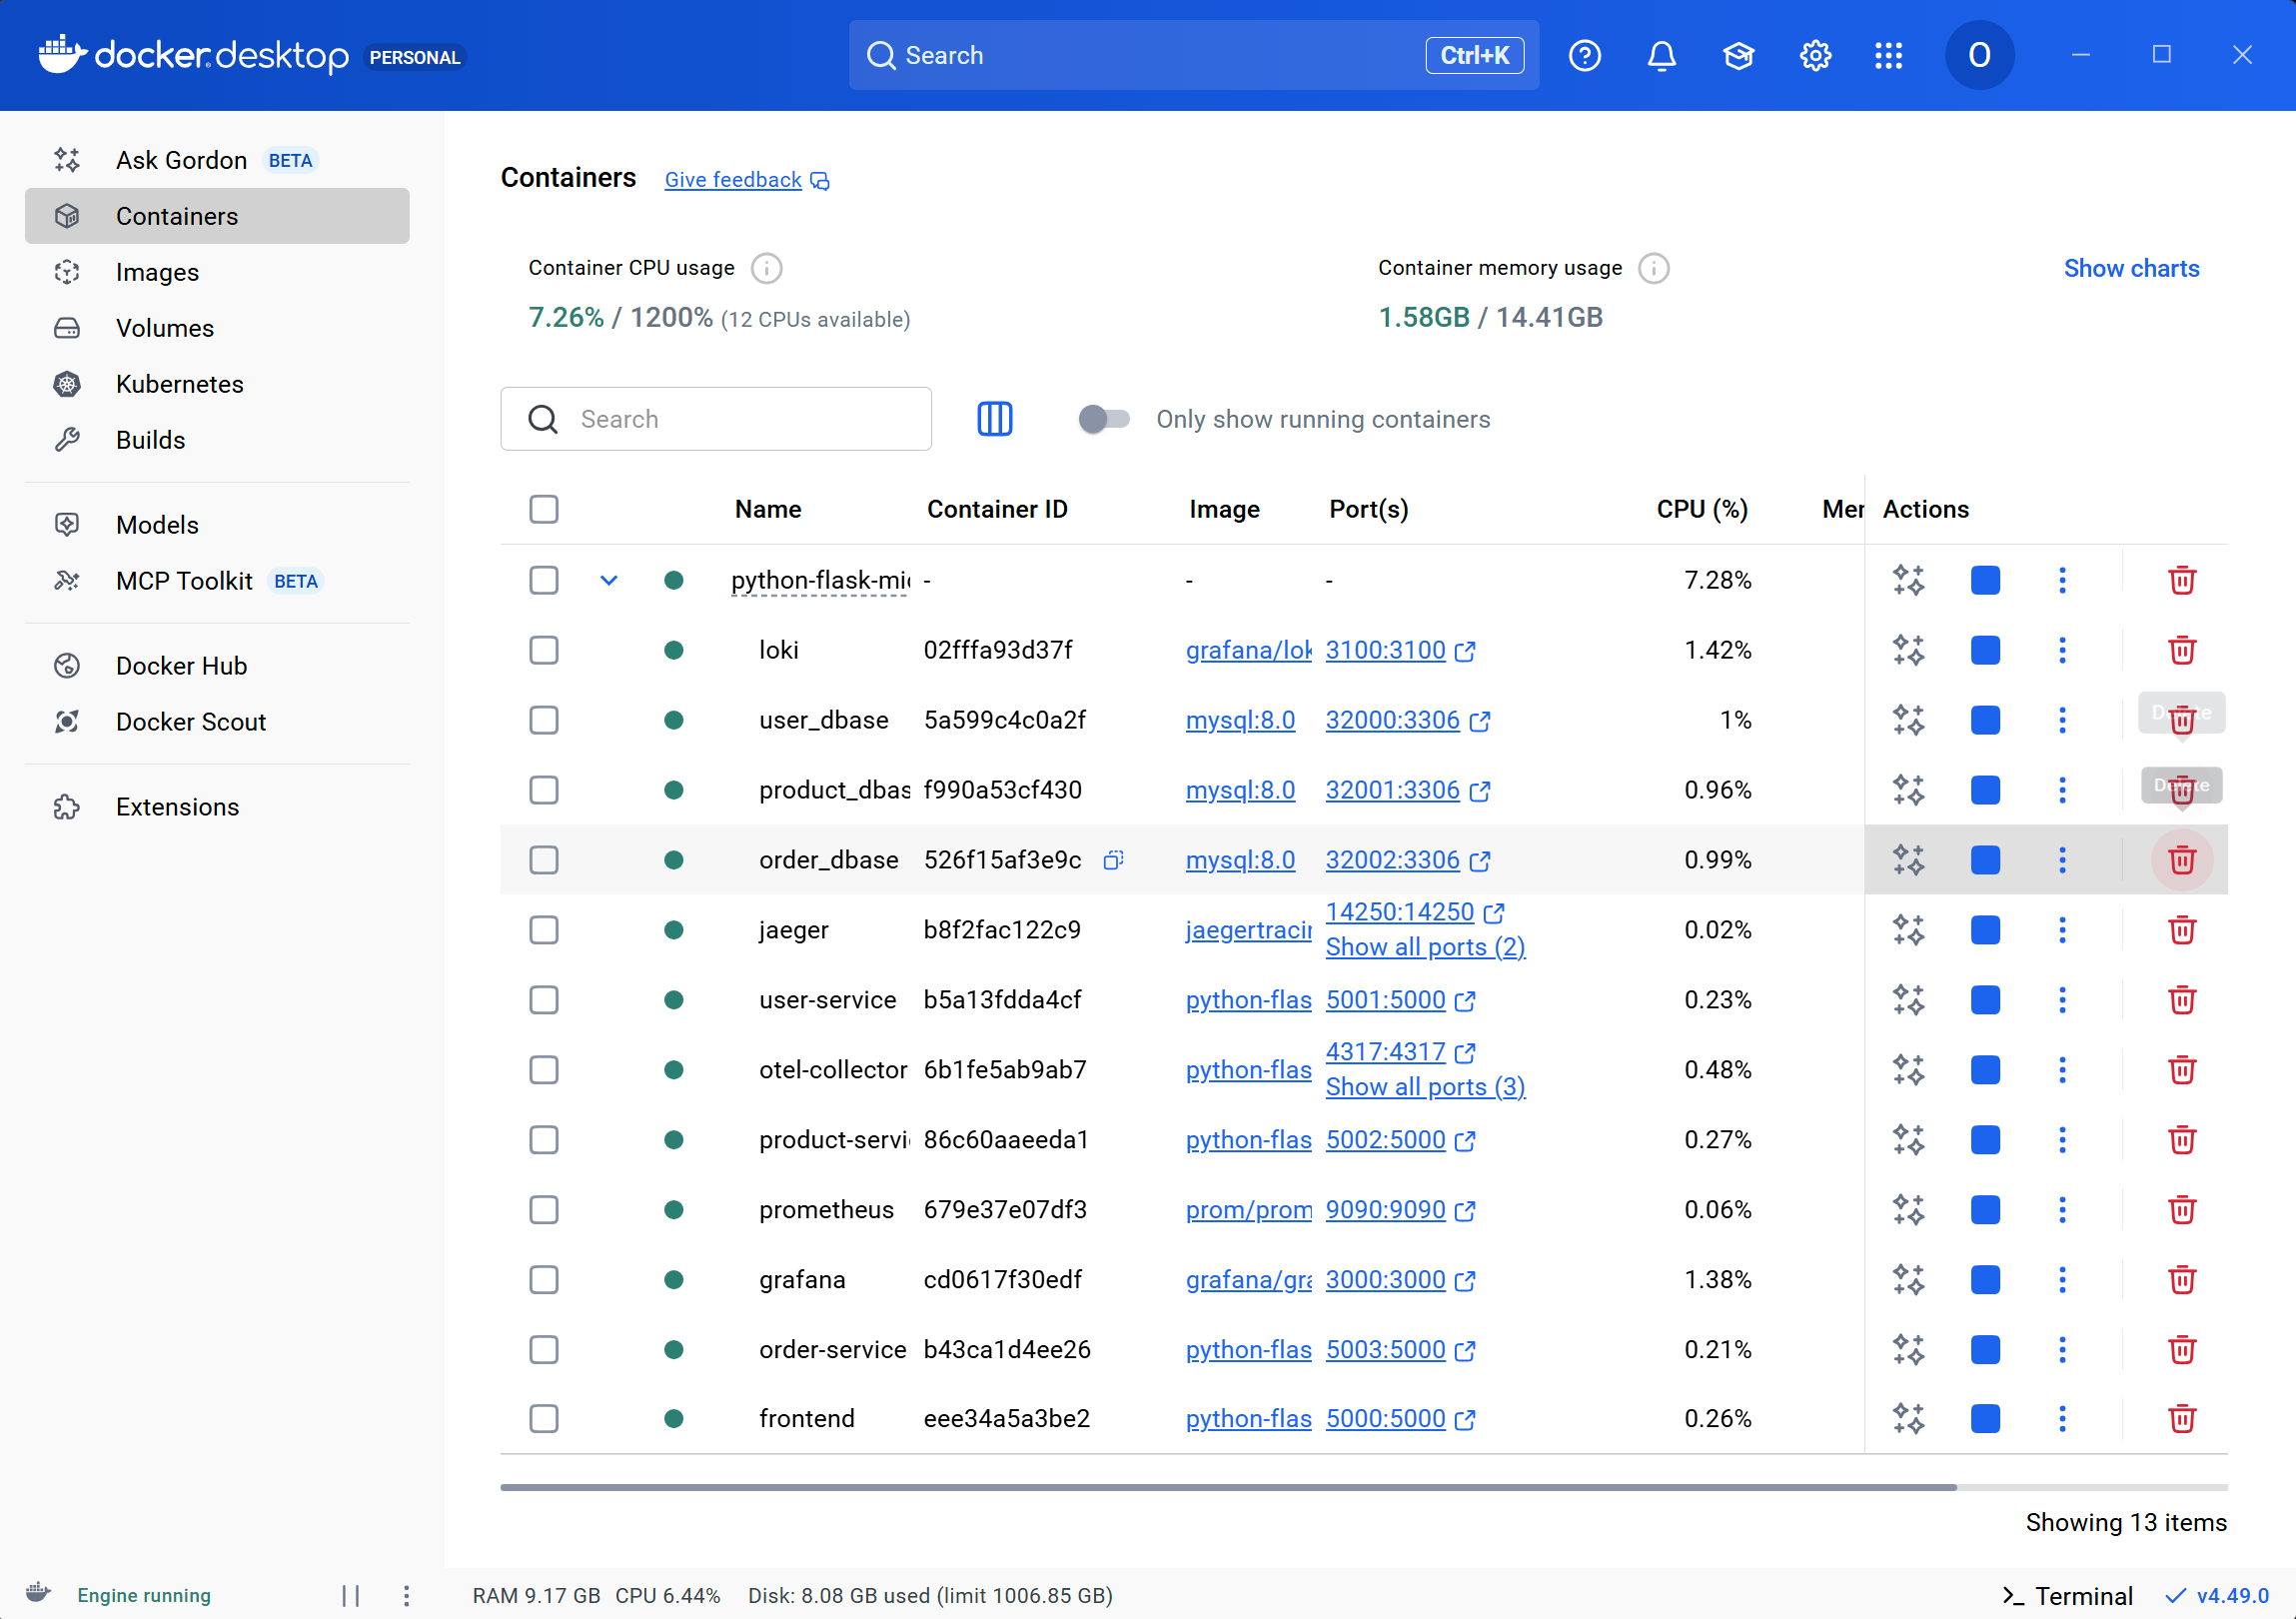 docker.desktop PERSONAL Search Ctrl+K O
Ask Gordon BETA
Containers
Images
Volumes
Kubernetes
Builds
Models
MCP Toolkit BETA
Docker Hub
Docker Scout
Extensions
Containers Give feedback
Container CPU usage Container memory usage Show charts
7.26% / 1200% (12 CPUs available) 1.58GB / 14.41GB
Search Only show running containers
Name Container ID Image Port(s) CPU (%) Mer Actions
python-flask-mic - - - 7.28%
loki 02fffa93d37f grafana/lok 3100:3100 1.42%
user_dbase 5a599c4c0a2f mysql:8.0 32000:3306 1% Delete
product_dbas f990a53cf430 mysql:8.0 32001:3306 0.96% Delete
order_dbase 526f15af3e9c mysql:8.0 32002:3306 0.99%
jaeger b8f2fac122c9 jaegertracin 14250:14250 0.02%
Show all ports (2)
user-service b5a13fdda4cf python-flas 5001:5000 0.23%
otel-collector 6b1fe5ab9ab7 python-flas 4317:4317 0.48%
Show all ports (3)
product-servi 86c60aaeeda1 python-flas 5002:5000 0.27%
prometheus 679e37e07df3 prom/prom 9090:9090 0.06%
grafana cd0617f30edf grafana/gra 3000:3000 1.38%
order-service b43ca1d4ee26 python-flas 5003:5000 0.21%
frontend eee34a5a3be2 python-flas 5000:5000 0.26%
Showing 13 items
Engine running RAM 9.17 GB CPU 6.44% Disk: 8.08 GB used (limit 1006.85 GB) Terminal v4.49.0